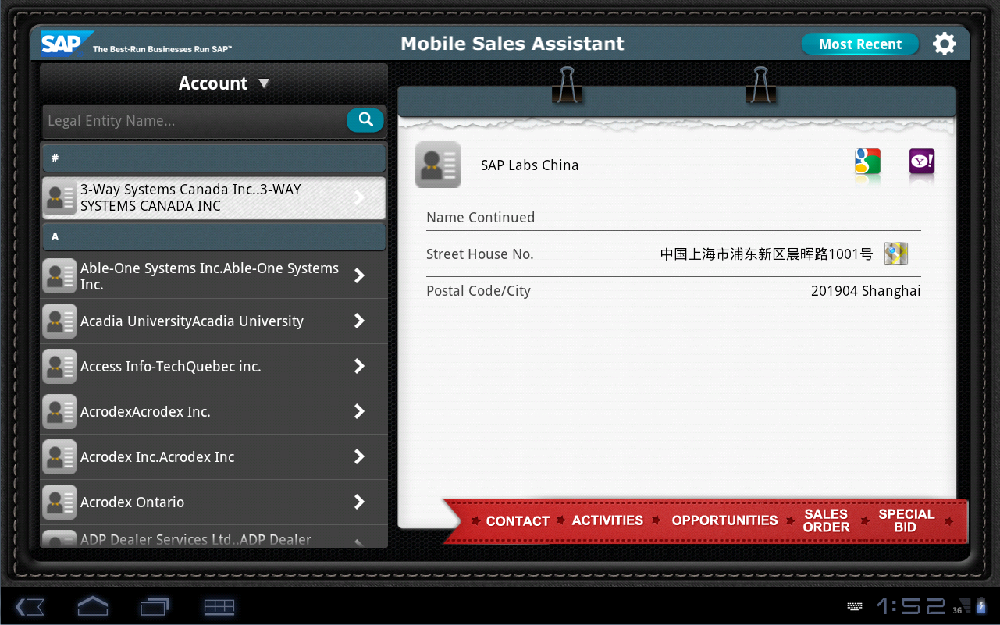 SAP The Best-Run Businesses Run SAP™
Mobile Sales Assistant
Most Recent
Account
Legal Entity Name...
#
3-Way Systems Canada Inc..3-WAY
SYSTEMS CANADA INC
A
Able-One Systems Inc.Able-One Systems
Inc.
Acadia UniversityAcadia University
Access Info-TechQuebec inc.
AcrodexAcrodex Inc.
Acrodex Inc.Acrodex Inc
Acrodex Ontario
ADP Dealer Services Ltd..ADP Dealer
SAP Labs China
g
Y!
Name Continued
Street House No. 中国上海市浦东新区晨晖路1001号
Postal Code/City 201904 Shanghai
CONTACT
ACTIVITIES
OPPORTUNITIES
SALES
ORDER
SPECIAL
BID
1:52
3G